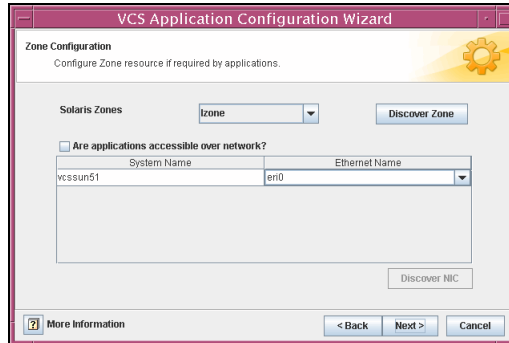 VCS Application Configuration Wizard
Zone Configuration
Configure Zone resource if required by applications.
Solaris Zones lzone Discover Zone
Are applications accessible over network?
System Name Ethernet Name
vcssun51 eri0
Discover NIC
? More Information < Back Next > Cancel